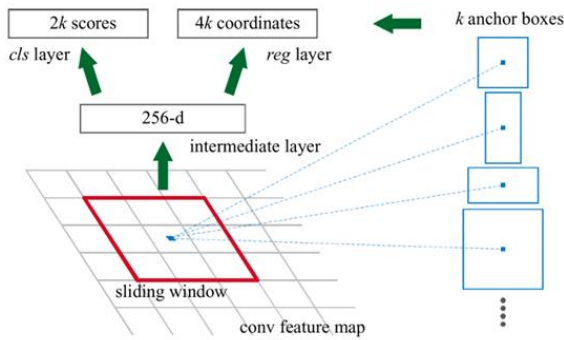 2k scores
4k coordinates
k anchor boxes
cls layer
reg layer
256-d
intermediate layer
sliding window
conv feature map